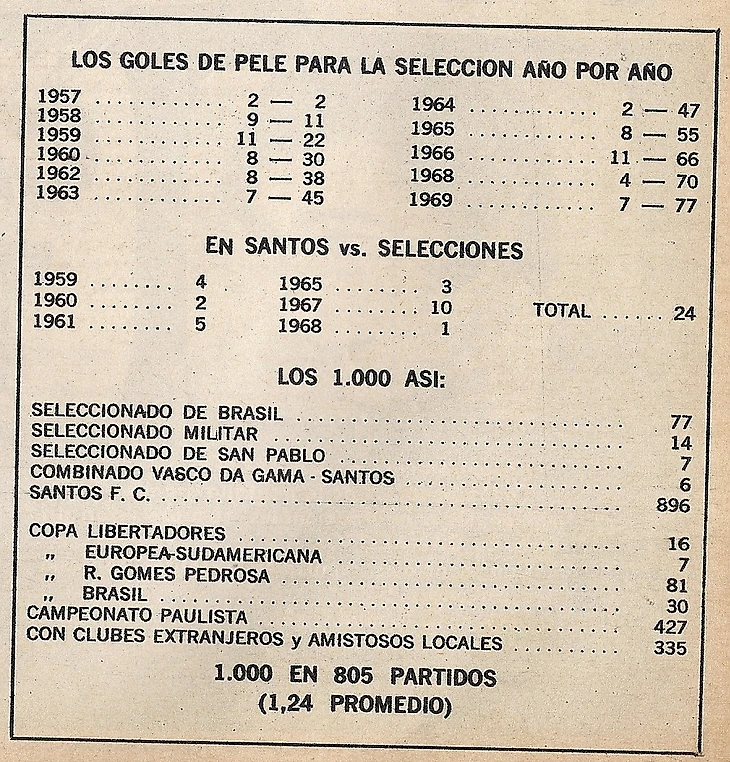 LOS GOLES DE PELE PARA LA SELECCION AÑO POR AÑO
1957 .............. 2 — 2
1958 .............. 9 — 11
1959 .............. 11 — 22
1960 .............. 8 — 30
1962 .............. 8 — 38
1963 .............. 7 — 45
1964 .............. 2 — 47
1965 .............. 8 — 55
1966 .............. 11 — 66
1968 .............. 4 — 70
1969 .............. 7 — 77
EN SANTOS vs. SELECCIONES
1959 ........ 4
1960 ........ 2
1961 ........ 5
1965 ........ 3
1967 ........ 10
1968 ........ 1
TOTAL ...... 24
LOS 1.000 ASI:
SELECCIONADO DE BRASIL .............. 77
SELECCIONADO MILITAR .............. 14
SELECCIONADO DE SAN PABLO .............. 7
COMBINADO VASCO DA GAMA - SANTOS .............. 6
SANTOS F. C. .............. 896
COPA LIBERTADORES .............. 16
„ EUROPEA-SUDAMERICANA .............. 7
„ R. GOMES PEDROSA .............. 81
„ BRASIL .............. 30
CAMPEONATO PAULISTA .............. 427
CON CLUBES EXTRANJEROS y AMISTOSOS LOCALES .............. 335
1.000 EN 805 PARTIDOS
(1,24 PROMEDIO)